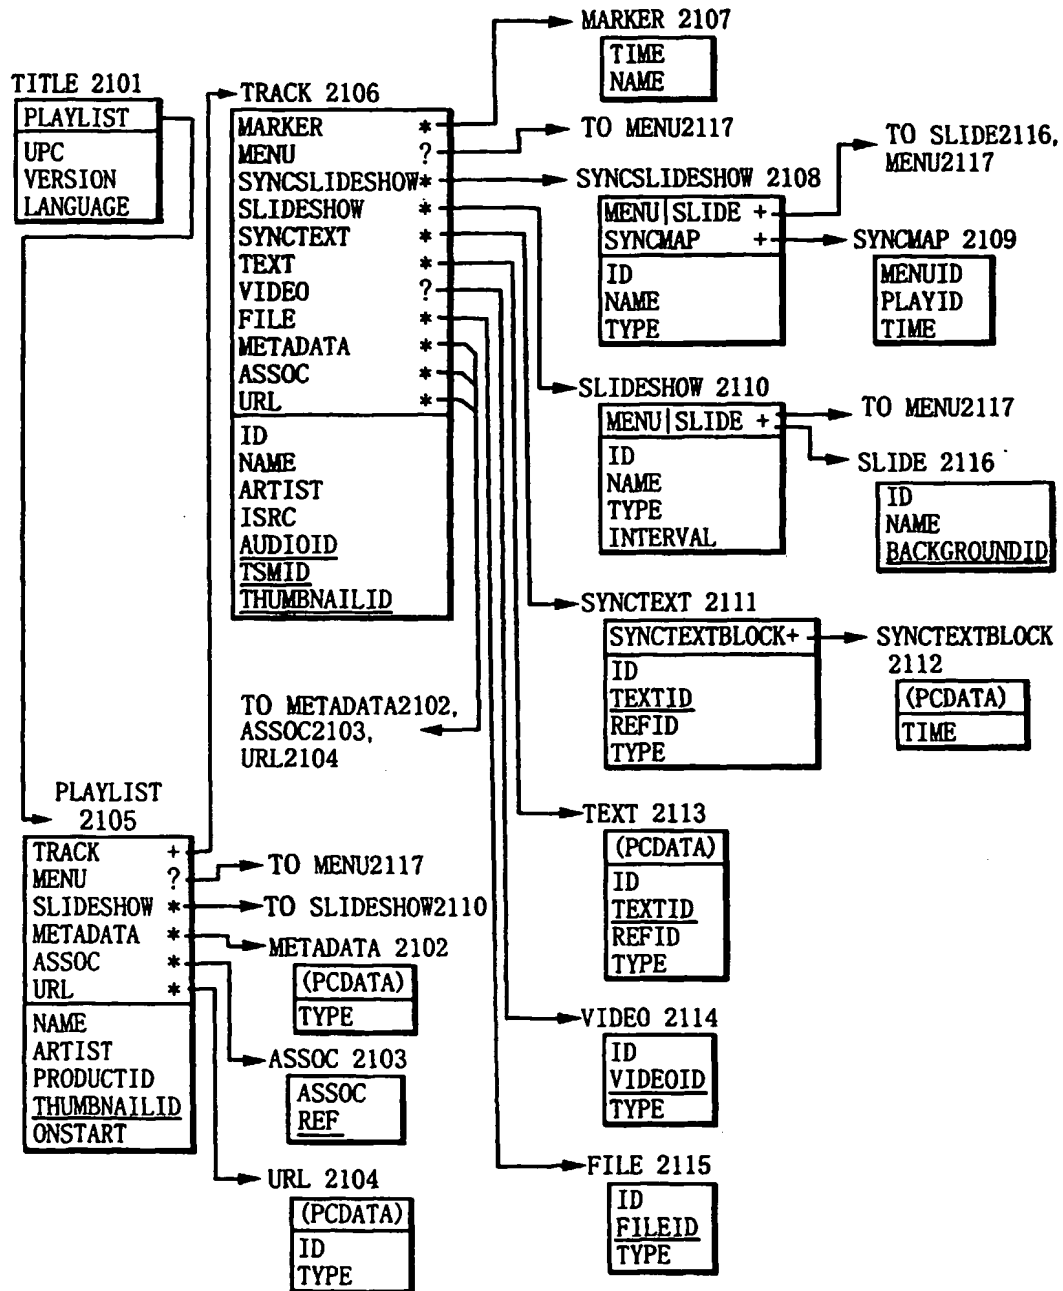 TITLE 2101
PLAYLIST
UPC
VERSION
LANGUAGE
TRACK 2106
MARKER *
MENU ?
SYNCSLIDESHOW*
SLIDESHOW *
SYNCTEXT *
TEXT *
VIDEO ?
FILE *
METADATA *
ASSOC *
URL *
ID
NAME
ARTIST
ISRC
AUDIOID
TSMID
THUMBNAILID
TO METADATA2102,
ASSOC2103,
URL2104
PLAYLIST
2105
TRACK +
MENU ?
SLIDESHOW *
METADATA *
ASSOC *
URL *
NAME
ARTIST
PRODUCTID
THUMBNAILID
ONSTART
TO MENU2117
TO SLIDESHOW2110
METADATA 2102
(PCDATA)
TYPE
ASSOC 2103
ASSOC
REF
URL 2104
(PCDATA)
ID
TYPE
MARKER 2107
TIME
NAME
TO MENU2117
SYNCSLIDESHOW 2108
MENU|SLIDE +
SYNCMAP +
ID
NAME
TYPE
TO SLIDE2116,
MENU2117
SYNCMAP 2109
MENUID
PLAYID
TIME
SLIDESHOW 2110
MENU|SLIDE +
ID
NAME
TYPE
INTERVAL
TO MENU2117
SLIDE 2116
ID
NAME
BACKGROUNDID
SYNCTEXT 2111
SYNCTEXTBLOCK+
ID
TEXTID
REFID
TYPE
SYNCTEXTBLOCK
2112
(PCDATA)
TIME
TEXT 2113
(PCDATA)
ID
TEXTID
REFID
TYPE
VIDEO 2114
ID
VIDEOID
TYPE
FILE 2115
ID
FILEID
TYPE